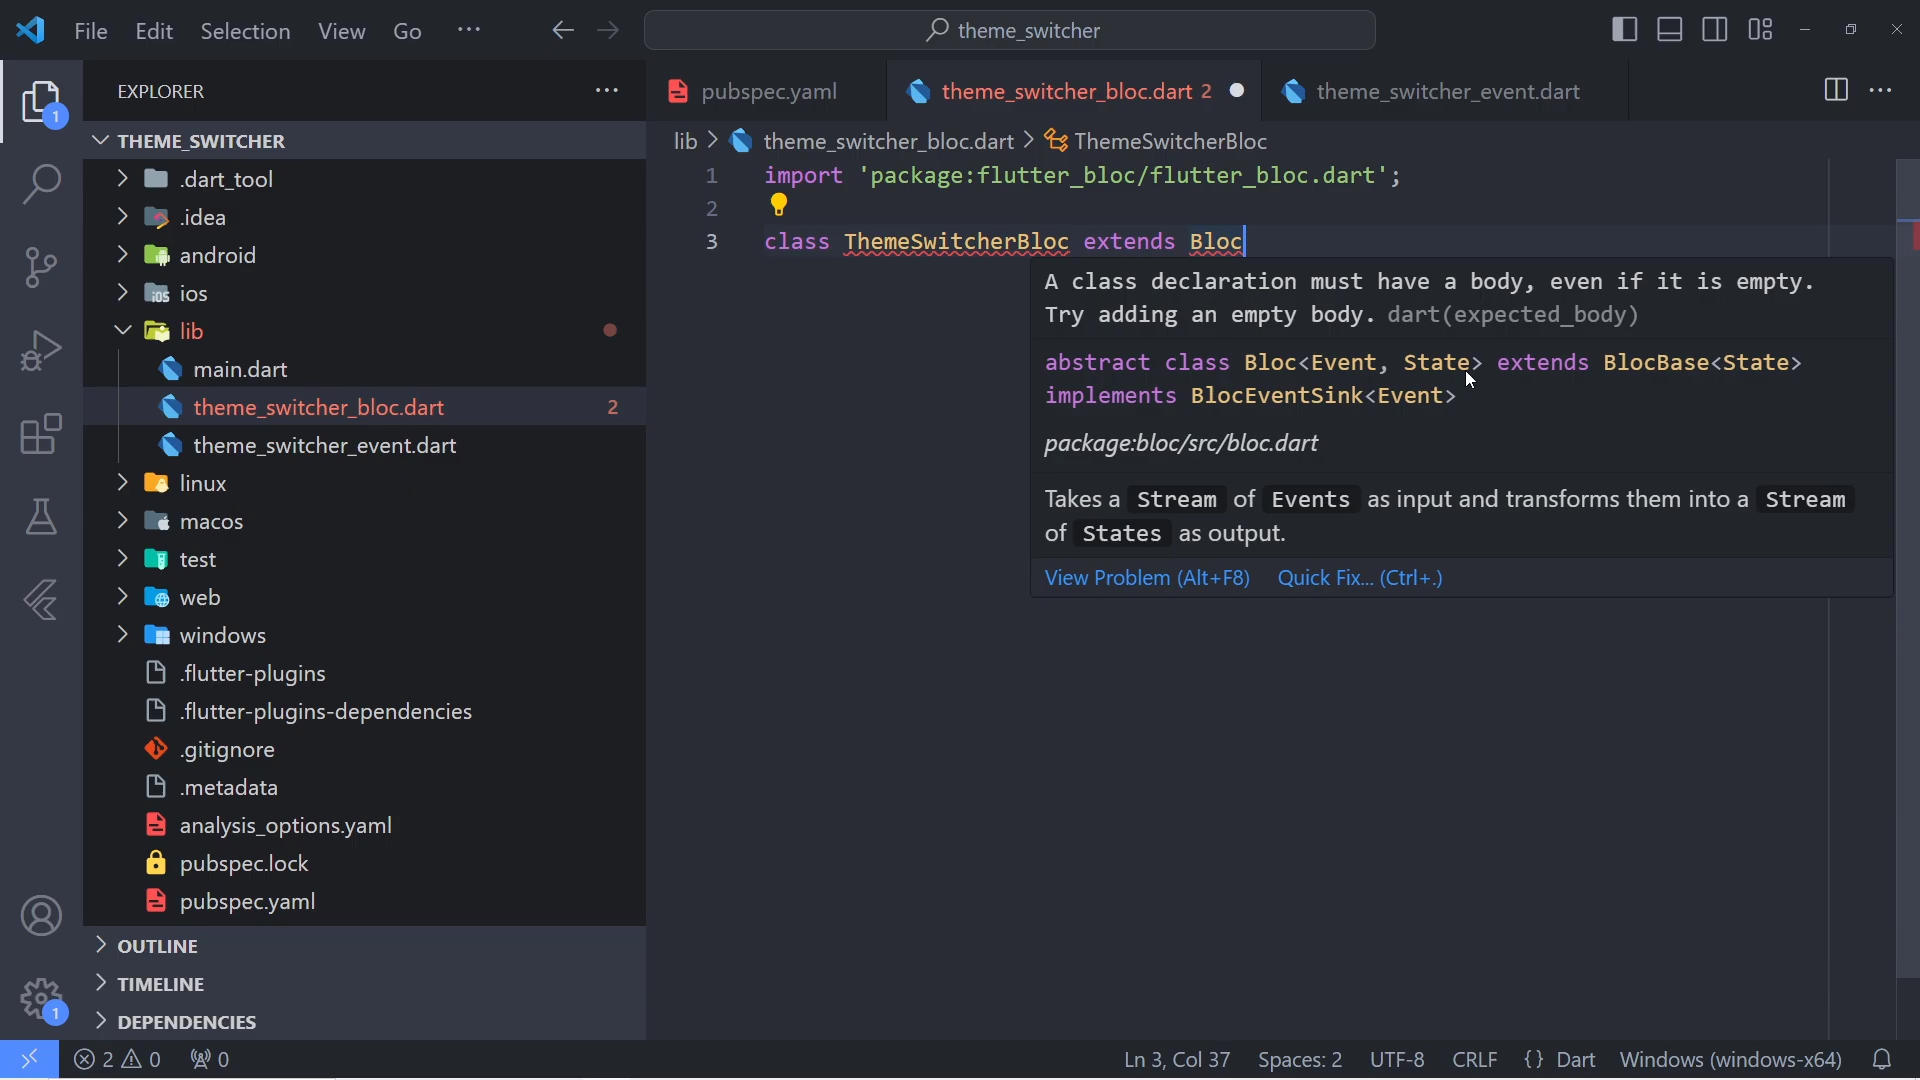 File Edit Selection View Go ···
theme_switcher
EXPLORER
THEME_SWITCHER
.dart_tool
.idea
android
ios
lib
main.dart
theme_switcher_bloc.dart 2
theme_switcher_event.dart
linux
macos
test
web
windows
.flutter-plugins
.flutter-plugins-dependencies
.gitignore
.metadata
analysis_options.yaml
pubspec.lock
pubspec.yaml
OUTLINE
TIMELINE
DEPENDENCIES
1
1
pubspec.yaml theme_switcher_bloc.dart 2 theme_switcher_event.dart
lib > theme_switcher_bloc.dart > ThemeSwitcherBloc
1 import 'package:flutter_bloc/flutter_bloc.dart';
2
3 class ThemeSwitcherBloc extends Bloc
A class declaration must have a body, even if it is empty.
Try adding an empty body. dart(expected_body)
abstract class Bloc<Event, State> extends BlocBase<State>
implements BlocEventSink<Event>
package:bloc/src/bloc.dart
Takes a Stream of Events as input and transforms them into a Stream
of States as output.
View Problem (Alt+F8) Quick Fix... (Ctrl+.)
2 0 0 Ln 3, Col 37 Spaces: 2 UTF-8 CRLF {} Dart Windows (windows-x64)